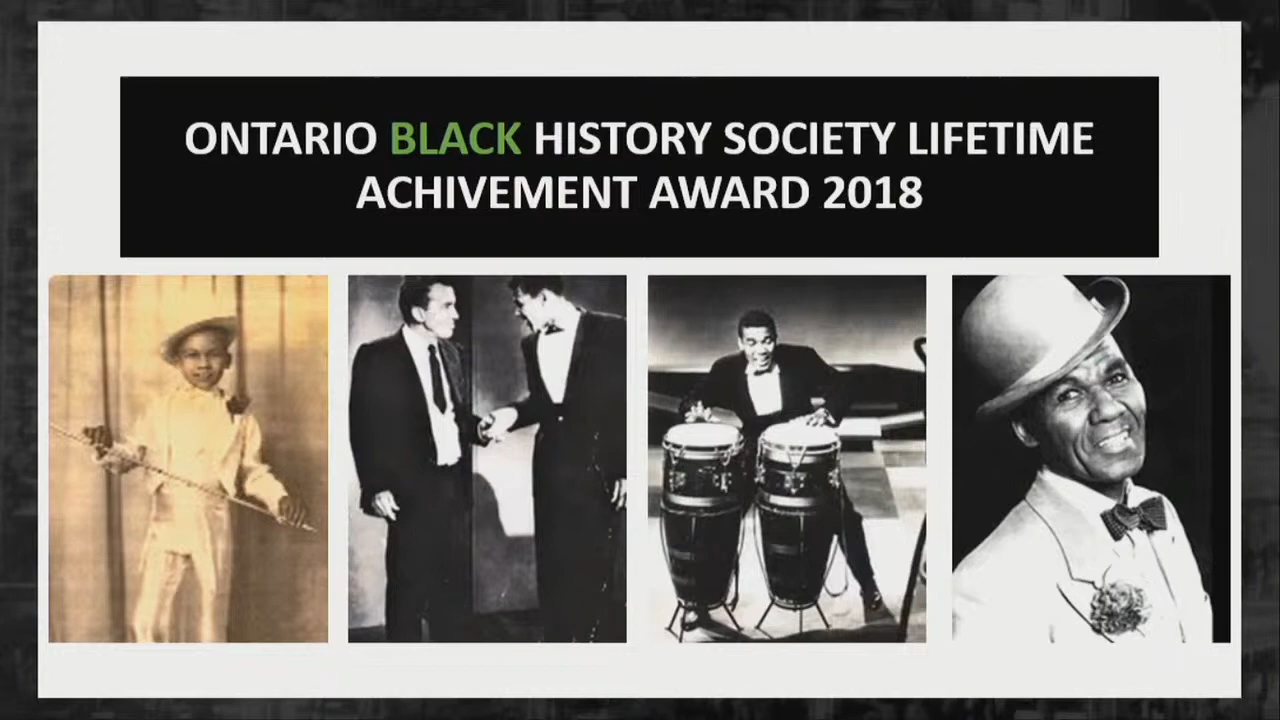 ONTARIO BLACK HISTORY SOCIETY LIFETIME
ACHIVEMENT AWARD 2018